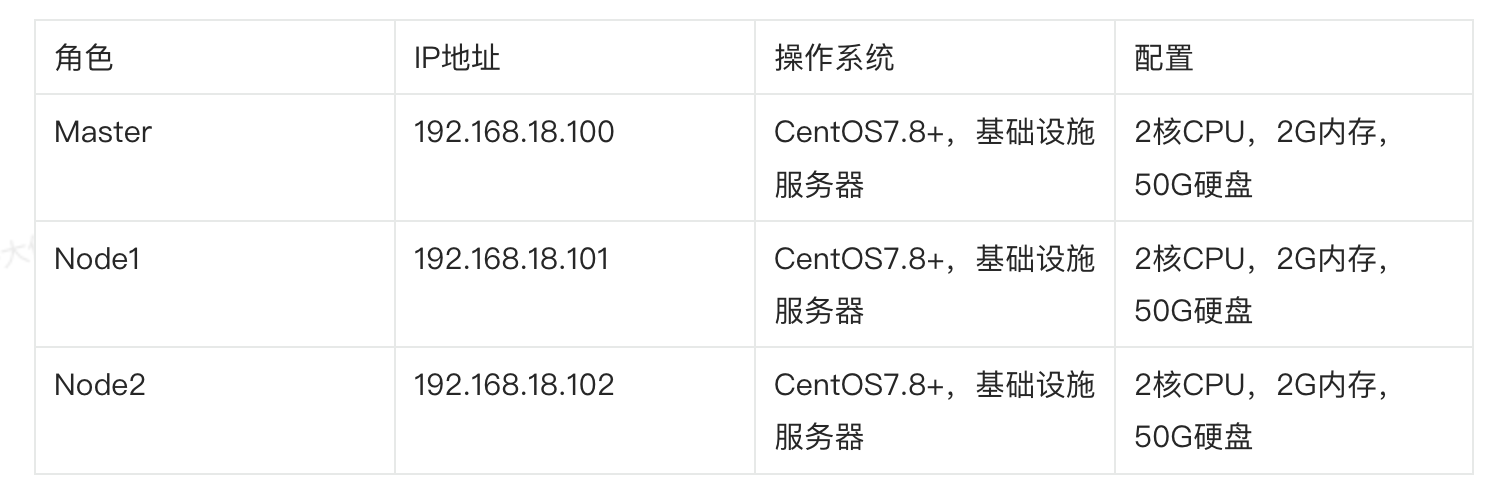 角色 IP地址 操作系统 配置
Master 192.168.18.100 CentOS7.8+，基础设施 2核CPU，2G内存，
服务器 50G硬盘
Node1 192.168.18.101 CentOS7.8+，基础设施 2核CPU，2G内存，
服务器 50G硬盘
Node2 192.168.18.102 CentOS7.8+，基础设施 2核CPU，2G内存，
服务器 50G硬盘